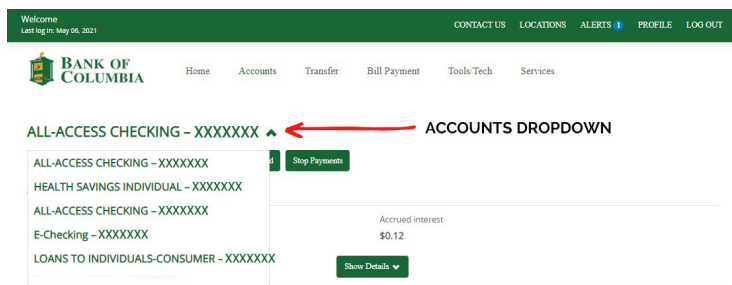 Welcome
Last log in: May 06, 2021
CONTACT US LOCATIONS ALERTS 1 PROFILE LOG OUT
BANK OF
COLUMBIA
Home Accounts Transfer Bill Payment Tools/Tech Services
ALL-ACCESS CHECKING – XXXXXXX
ACCOUNTS DROPDOWN
ALL-ACCESS CHECKING – XXXXXXX
Stop Payments
HEALTH SAVINGS INDIVIDUAL – XXXXXXX
ALL-ACCESS CHECKING – XXXXXXX
Accrued interest
E-Checking – XXXXXXX
$0.12
LOANS TO INDIVIDUALS-CONSUMER – XXXXXXX
Show Details